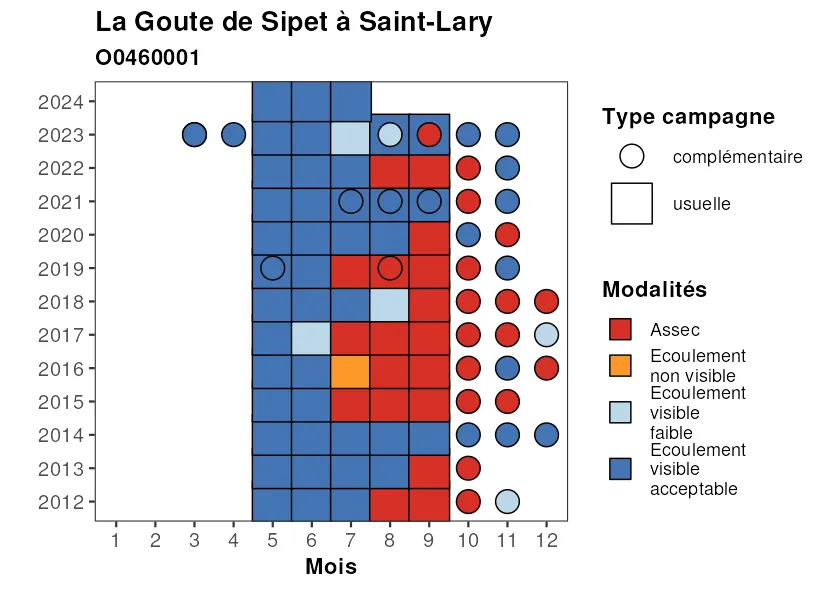 La Goute de Sipet à Saint-Lary
O0460001
2024
2023
2022
2021
2020
2019
2018
2017
2016
2015
2014
2013
2012
1 2 3 4 5 6 7 8 9 10 11 12
Mois
Type campagne
complémentaire
usuelle
Modalités
Assec
Ecoulement
non visible
Ecoulement
visible
faible
Ecoulement
visible
acceptable